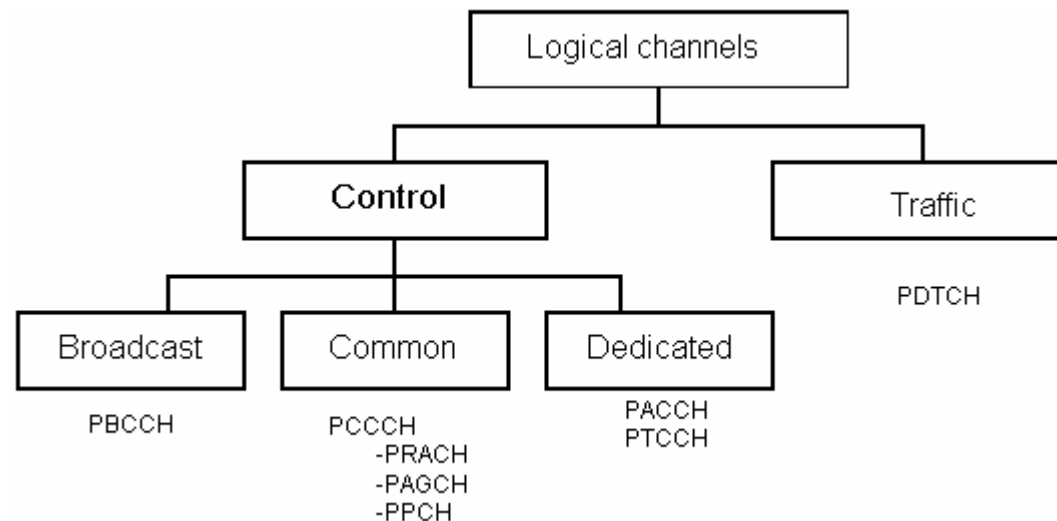 Logical channels
Control
Traffic
PDTCH
Broadcast
Common
Dedicated
PBCCH
PCCCH
-PRACH
-PAGCH
-PPCH
PACCH
PTCCH